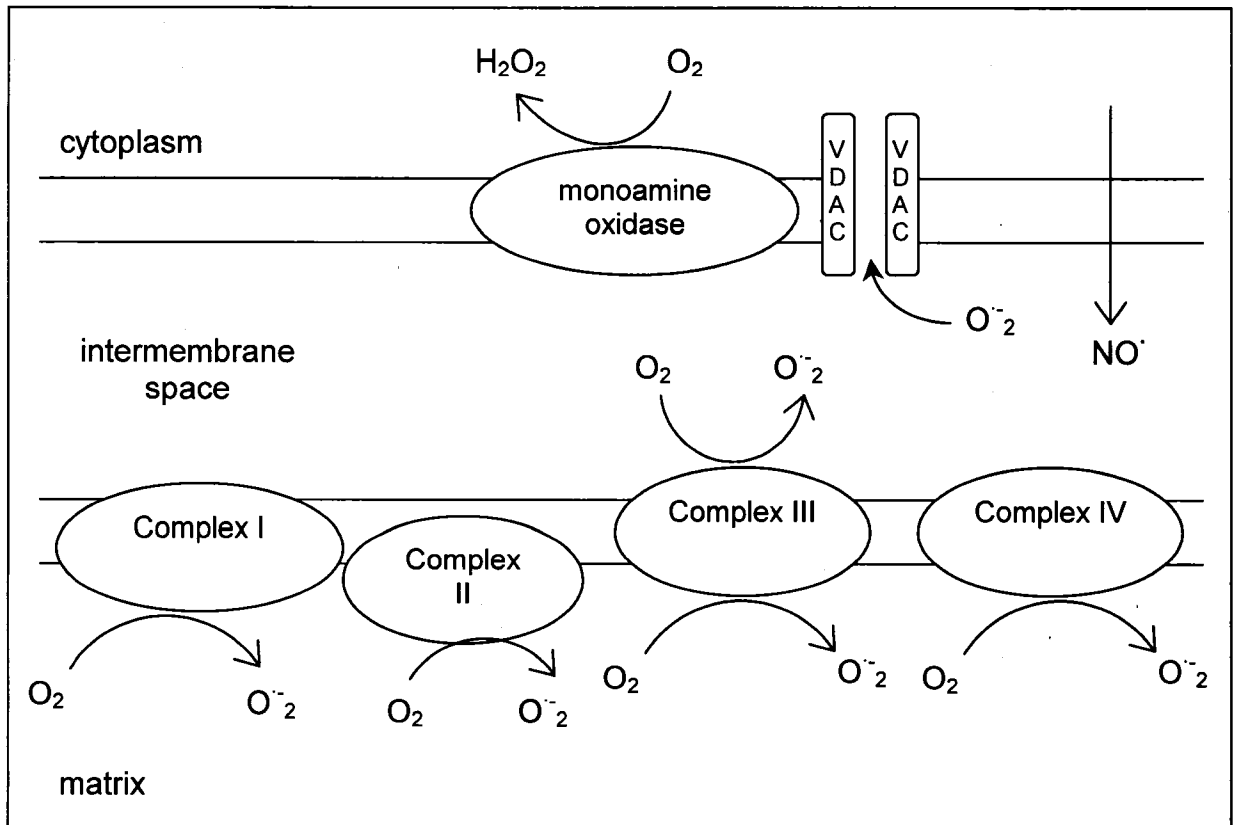 H₂O₂ O₂
cytoplasm
monoamine
oxidase
V
D
A
C
V
D
A
C
O˙⁻₂
NO˙
intermembrane
space
O₂ O˙⁻₂
Complex I
Complex
II
Complex III
Complex IV
O₂ O˙⁻₂
O₂ O˙⁻₂
O₂ O˙⁻₂
O₂ O˙⁻₂
matrix